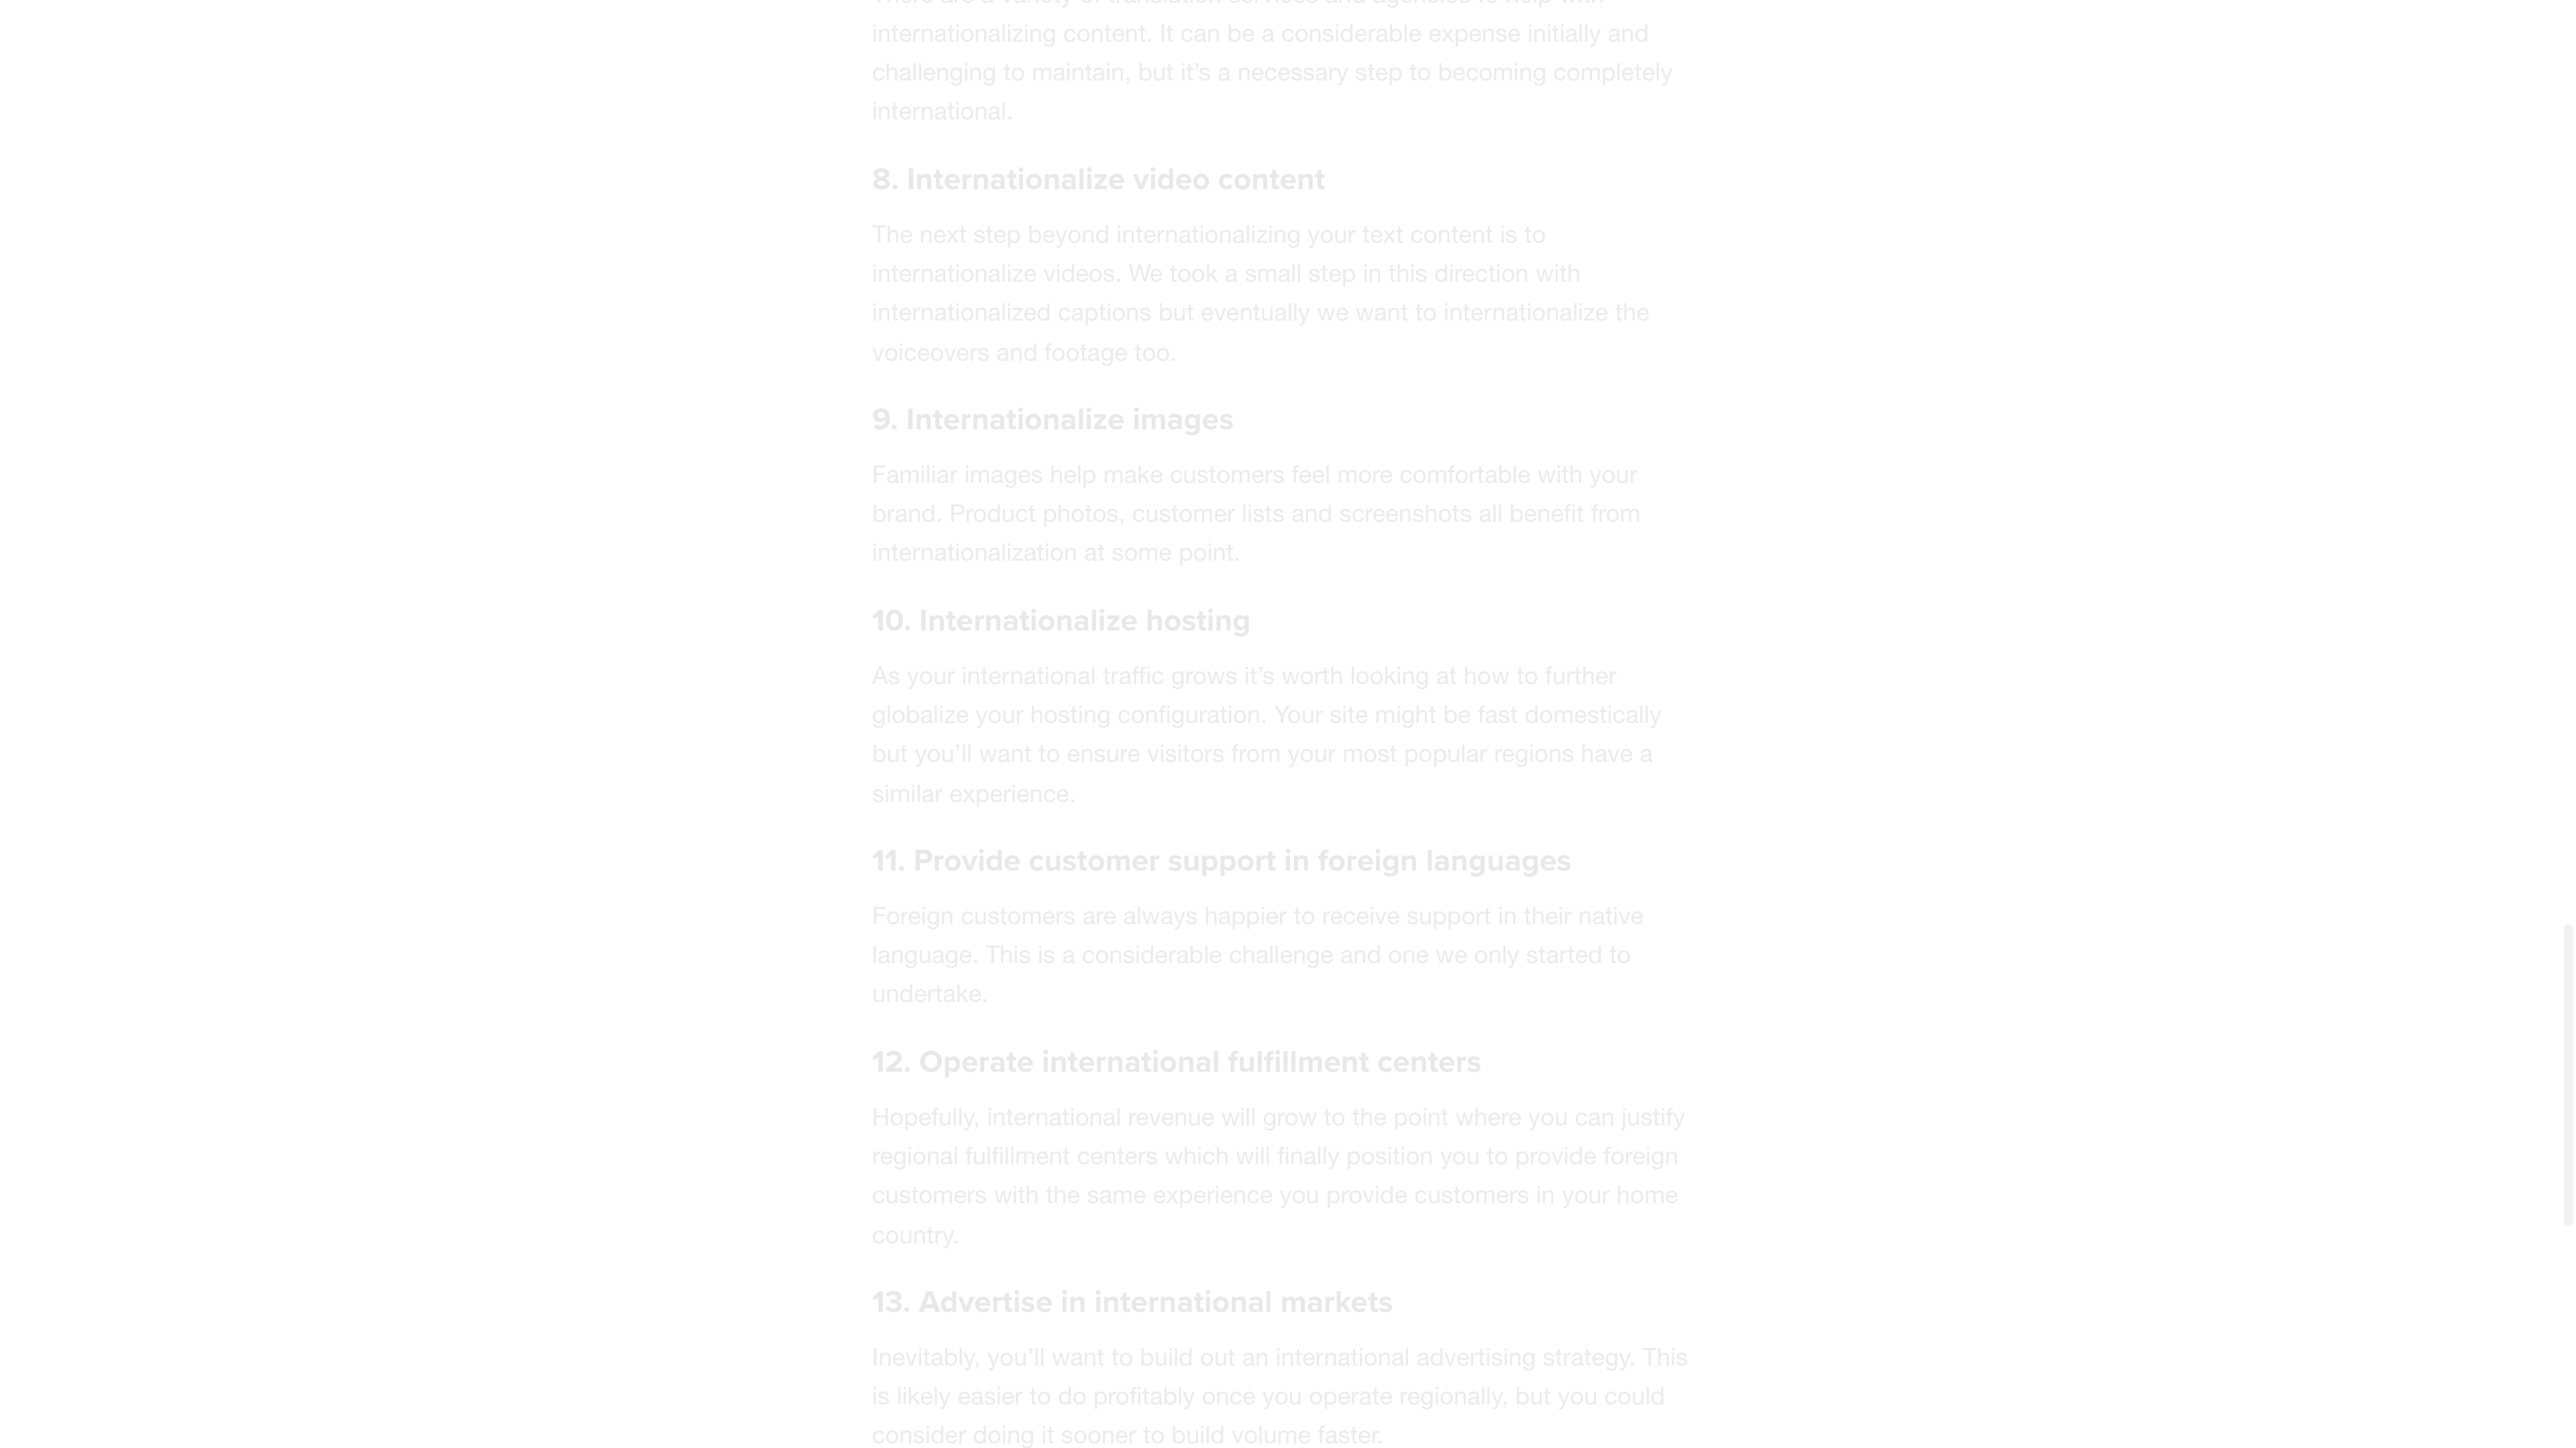 There are a variety of translation services and agencies to help with
internationalizing content. It can be a considerable expense initially and
challenging to maintain, but it’s a necessary step to becoming completely
international.
8. Internationalize video content
The next step beyond internationalizing your text content is to
internationalize videos. We took a small step in this direction with
internationalized captions but eventually we want to internationalize the
voiceovers and footage too.
9. Internationalize images
Familiar images help make customers feel more comfortable with your
brand. Product photos, customer lists and screenshots all benefit from
internationalization at some point.
10. Internationalize hosting
As your international traffic grows it’s worth looking at how to further
globalize your hosting configuration. Your site might be fast domestically
but you’ll want to ensure visitors from your most popular regions have a
similar experience.
11. Provide customer support in foreign languages
Foreign customers are always happier to receive support in their native
language. This is a considerable challenge and one we only started to
undertake.
12. Operate international fulfillment centers
Hopefully, international revenue will grow to the point where you can justify
regional fulfillment centers which will finally position you to provide foreign
customers with the same experience you provide customers in your home
country.
13. Advertise in international markets
Inevitably, you’ll want to build out an international advertising strategy. This
is likely easier to do profitably once you operate regionally, but you could
consider doing it sooner to build volume faster.